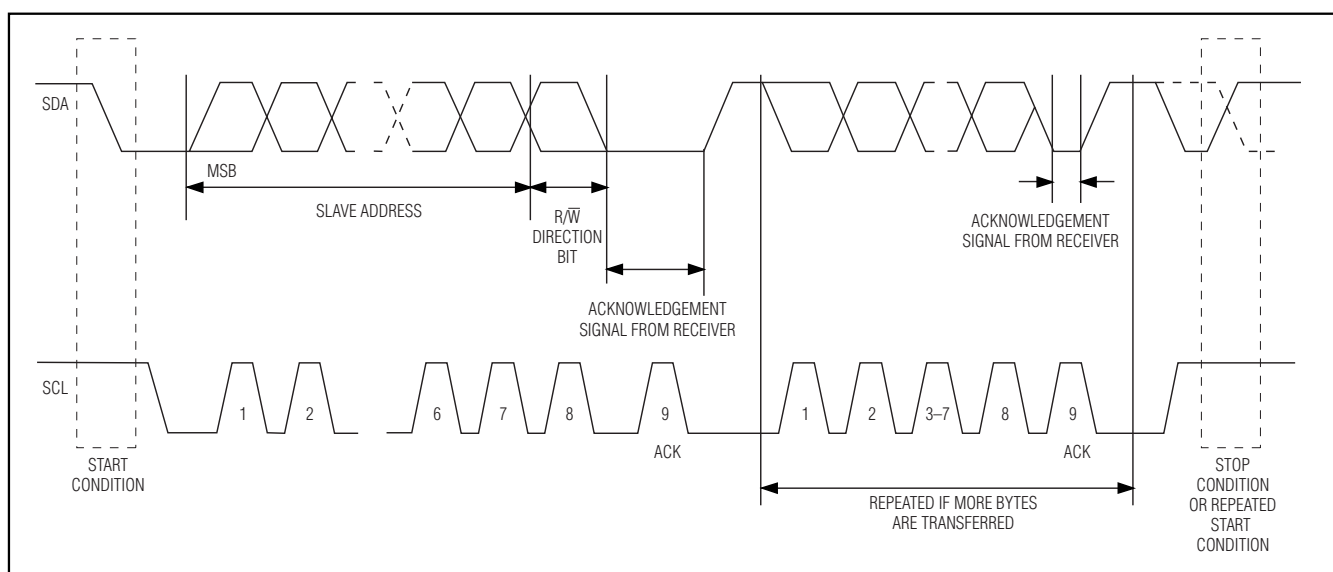 SDA
MSB
SLAVE ADDRESS
R/W̅
DIRECTION
BIT
ACKNOWLEDGEMENT
SIGNAL FROM RECEIVER
ACKNOWLEDGEMENT
SIGNAL FROM RECEIVER
SCL
1 2 6 7 8 9 1 2 3–7 8 9
ACK ACK
START
CONDITION
REPEATED IF MORE BYTES
ARE TRANSFERRED
STOP
CONDITION
OR REPEATED
START
CONDITION